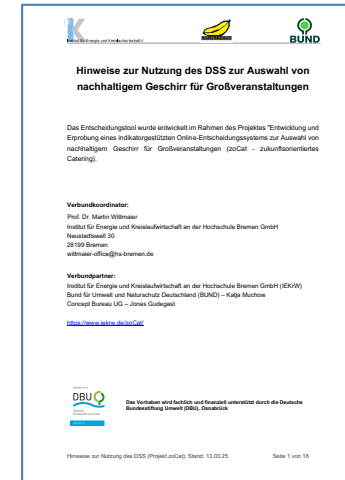 Institut für Energie und Kreislaufwirtschaft
BUND
Hinweise zur Nutzung des DSS zur Auswahl von
nachhaltigem Geschirr für Großveranstaltungen
Das Entscheidungstool wurde entwickelt im Rahmen des Projektes "Entwicklung und
Erprobung eines indikatorgestützten Online-Entscheidungssystems zur Auswahl von
nachhaltigem Geschirr für Großveranstaltungen (zoCat - zukunftsorientiertes
Catering).
Verbundkoordinator:
Prof. Dr. Martin Wittmaier
Institut für Energie und Kreislaufwirtschaft an der Hochschule Bremen GmbH
Neustadtswall 30
28199 Bremen
wittmaier-office@hs-bremen.de
Verbundpartner:
Institut für Energie und Kreislaufwirtschaft an der Hochschule Bremen GmbH (IEKrW)
Bund für Umwelt und Naturschutz Deutschland (BUND) – Katja Muchow
Concept Bureau UG – Jonas Gudegast
https://www.iekrw.de/zoCat/
DBU
Das Vorhaben wird fachlich und finanziell unterstützt durch die Deutsche
Bundesstiftung Umwelt (DBU), Osnabrück
Hinweise zur Nutzung des DSS (Projekt zoCat); Stand: 13.03.25 Seite 1 von 18